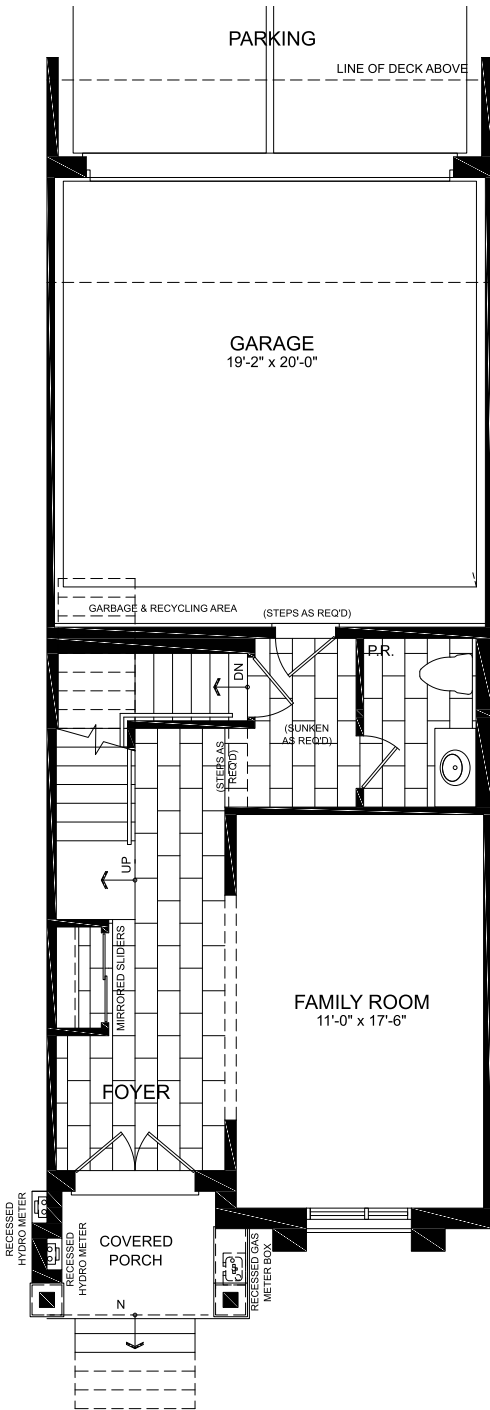 PARKING
LINE OF DECK ABOVE
GARAGE
19'-2" x 20'-0"
GARBAGE & RECYCLING AREA
(STEPS AS REQ'D)
P.R.
DN
(SUNKEN
AS REQ'D)
(STEPS AS
REQ'D)
UP
MIRRORED SLIDERS
FAMILY ROOM
11'-0" x 17'-6"
FOYER
RECESSED
HYDRO METER
RECESSED
HYDRO METER
COVERED
PORCH
RECESSED GAS
METER BOX
N